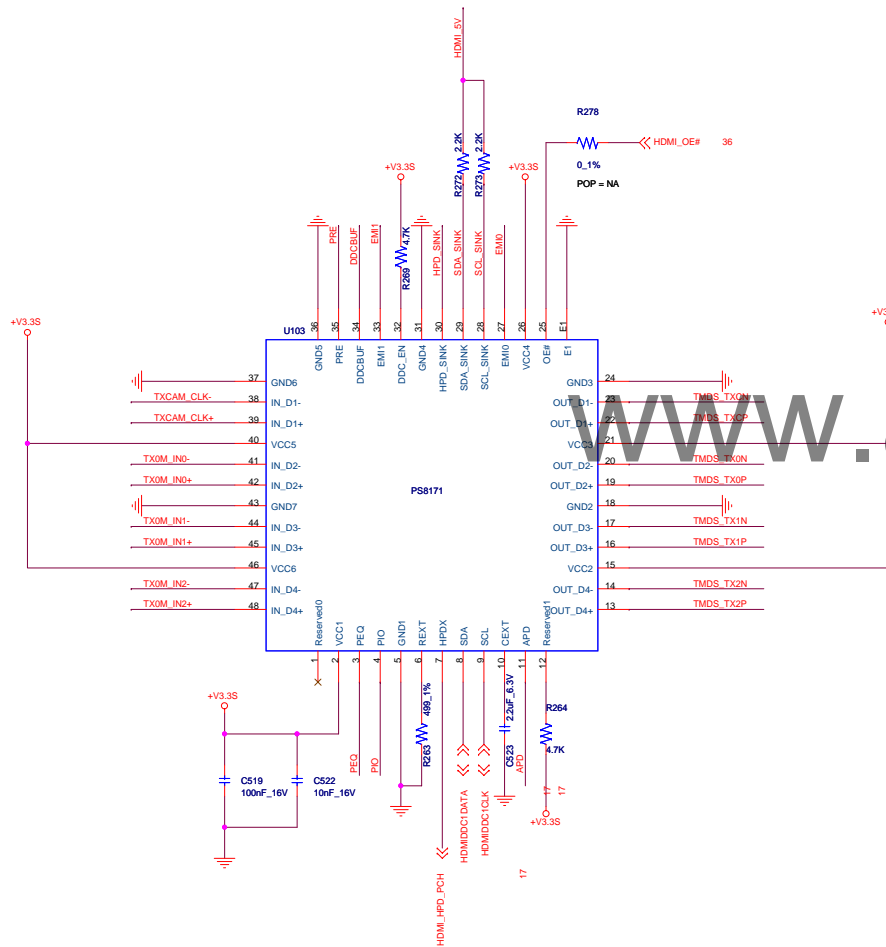 HDMI_5V
R278
0_1%
POP = NA
HDMI_OE# 36
2.2K
2.2K
R272
R273
+V3.3S
+V3.3S
4.7K
R269
PRE
DDCBUF
EMI1
HPD_SINK
SDA_SINK
SCL_SINK
EMI0
+V3.3S
U103
36
35
34
33
32
31
30
29
28
27
26
25
E1
GND5
PRE
DDCBUF
EMI1
DDC_EN
GND4
HPD_SINK
SDA_SINK
SCL_SINK
EMI0
VCC4
OE#
E1
37 GND6
TXCAM_CLK- 38 IN_D1-
TXCAM_CLK+ 39 IN_D1+
40 VCC5
TX0M_IN0- 41 IN_D2-
TX0M_IN0+ 42 IN_D2+
43 GND7
TX0M_IN1- 44 IN_D3-
TX0M_IN1+ 45 IN_D3+
46 VCC6
TX0M_IN2- 47 IN_D4-
TX0M_IN2+ 48 IN_D4+
PS8171
GND3 24
OUT_D1- 23 TMDS_TXCN
OUT_D1+ 22 TMDS_TXCP
VCC3 21
OUT_D2- 20 TMDS_TX0N
OUT_D2+ 19 TMDS_TX0P
GND2 18
OUT_D3- 17 TMDS_TX1N
OUT_D3+ 16 TMDS_TX1P
VCC2 15
OUT_D4- 14 TMDS_TX2N
OUT_D4+ 13 TMDS_TX2P
www.
Reserved0
VCC1
PEQ
PIO
GND1
REXT
HPDX
SDA
SCL
CEXT
APD
Reserved1
1
2
3
4
5
6
7
8
9
10
11
12
+V3.3S
C519
100nF_16V
C522
10nF_16V
PEQ
PIO
499_1%
R263
2.2uF_6.3V
C523
APD
R264
4.7K
17
17
+V3.3S
HDMI_HPD_PCH
HDMIDDC1DATA
HDMIDDC1CLK
17